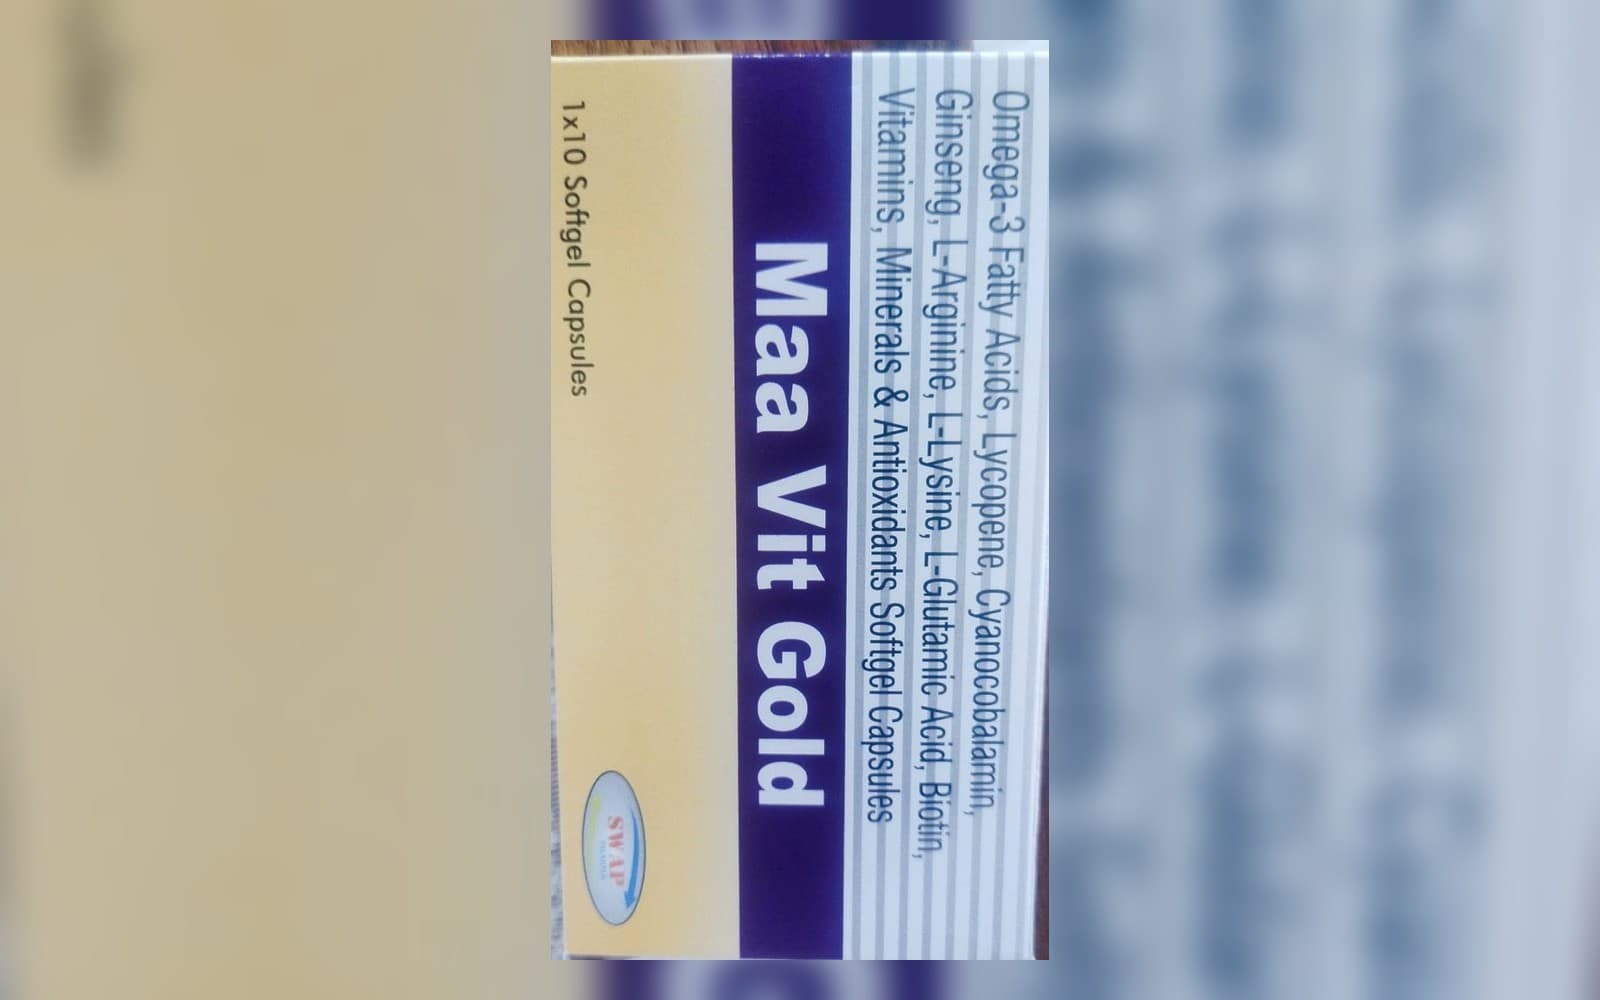 Omega-3 Fatty Acids, Lycopene, Cyanocobalamin,
Ginseng, L-Arginine, L-Lysine, L-Glutamic Acid, Biotin,
Vitamins, Minerals & Antioxidants Softgel Capsules
Maa Vit Gold
1x10 Softgel Capsules
SWAP
PHARMA